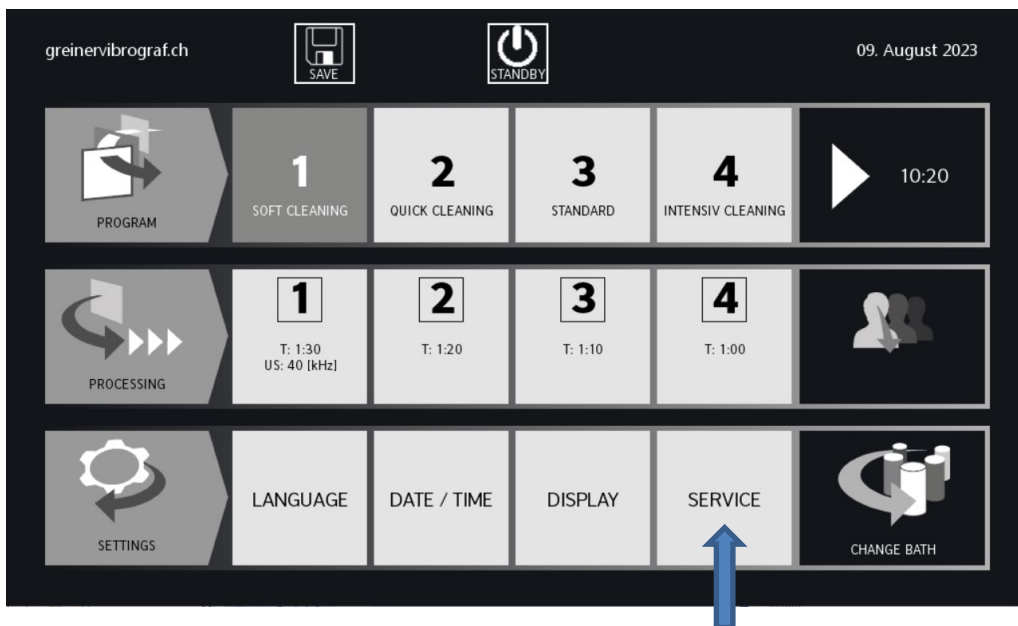 greinervibrograf.ch
SAVE
STANDBY
09. August 2023
PROGRAM
1
SOFT CLEANING
2
QUICK CLEANING
3
STANDARD
4
INTENSIV CLEANING
10:20
PROCESSING
1
T: 1:30
US: 40 [kHz]
2
T: 1:20
3
T: 1:10
4
T: 1:00
SETTINGS
LANGUAGE
DATE / TIME
DISPLAY
SERVICE
CHANGE BATH